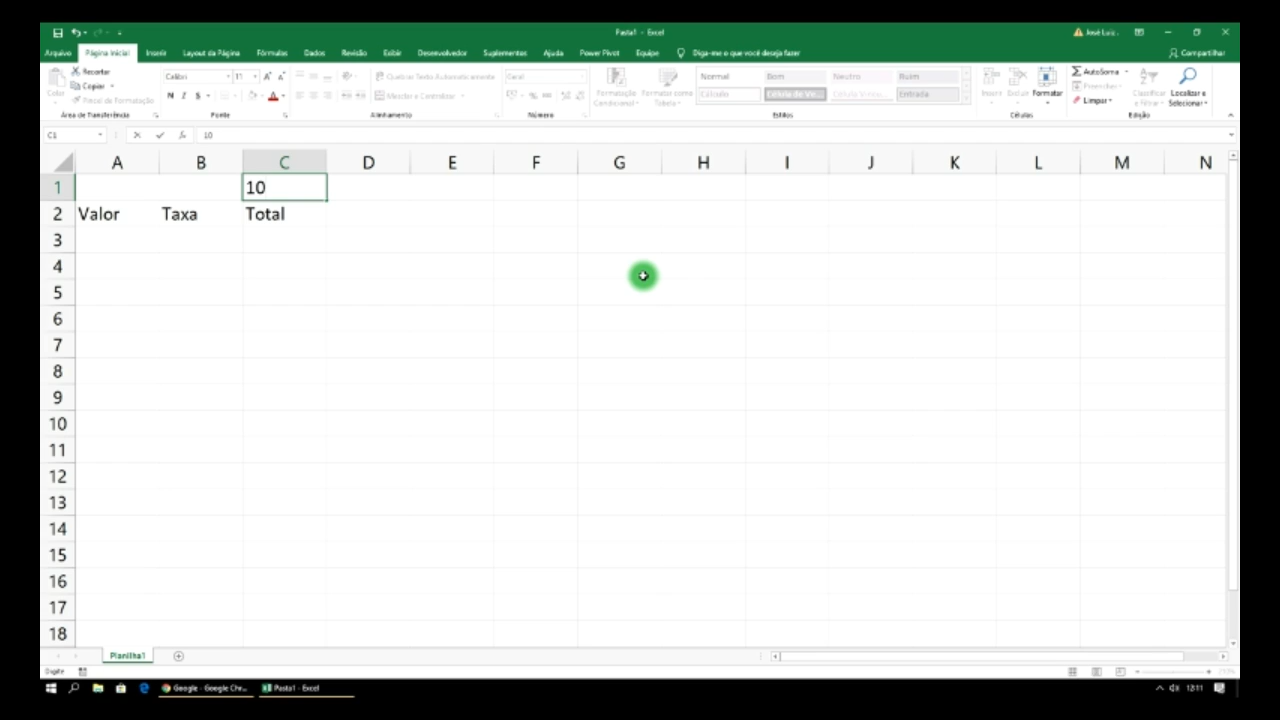 Pasta1 - Excel
José Luiz.
Arquivo Página Inicial Inserir Layout da Página Fórmulas Dados Revisão Exibir Desenvolvedor Suplementos Ajuda Power Pivot Equipe Diga-me o que você deseja fazer Compartilhar
Recortar
Copiar
Pincel de Formatação
Colar
Área de Transferência
Calibri 11
N I S
Fonte
Quebrar Texto Automaticamente
Mesclar e Centralizar
Alinhamento
Geral
Número
Formatação Condicional
Formatar como Tabela
Normal Bom Neutro Ruim
Cálculo Célula de Ve... Célula Vincu... Entrada
Estilos
Inserir Excluir Formatar
Células
AutoSoma
Preencher
Limpar
Classificar e Filtrar
Localizar e Selecionar
Edição
C1 fx 10
A B C D E F G H I J K L M N
1 10
2 Valor Taxa Total
3
4
5
6
7
8
9
10
11
12
13
14
15
16
17
18
Planilha1
Digite
Google - Google Chr... Pasta1 - Excel 12:11